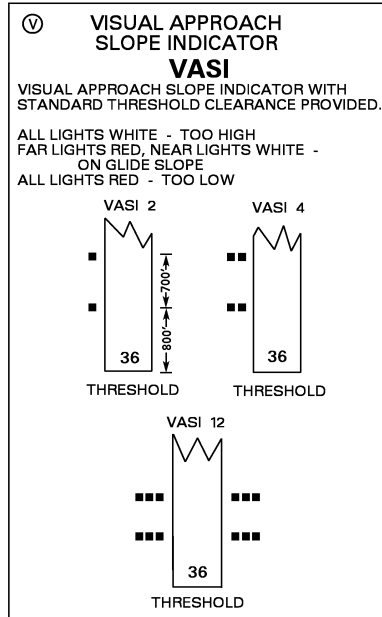 V VISUAL APPROACH
SLOPE INDICATOR
VASI
VISUAL APPROACH SLOPE INDICATOR WITH
STANDARD THRESHOLD CLEARANCE PROVIDED.
ALL LIGHTS WHITE - TOO HIGH
FAR LIGHTS RED, NEAR LIGHTS WHITE -
ON GLIDE SLOPE
ALL LIGHTS RED - TOO LOW
VASI 2 VASI 4
700'
800'
36 36
THRESHOLD THRESHOLD
VASI 12
36
THRESHOLD